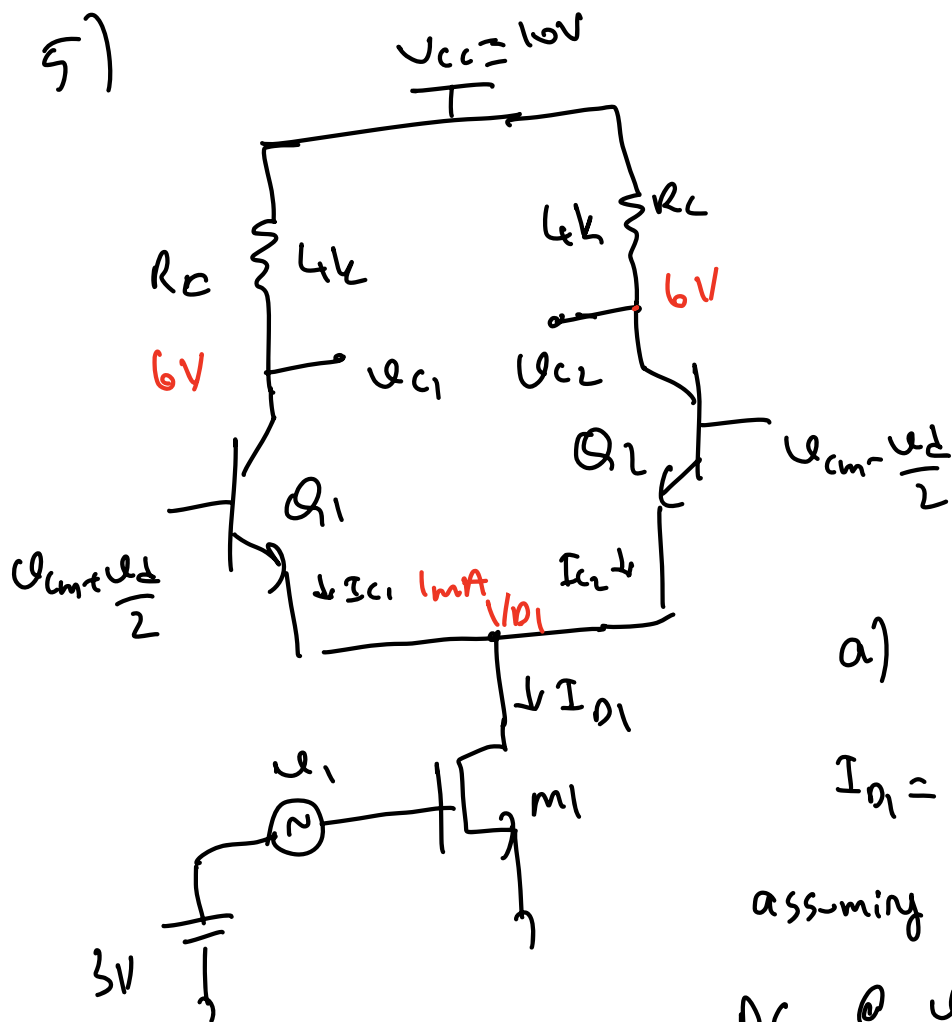 5)
VCC = 10V
RC
4k
4k
RC
6V
6V
VC1
VC2
Q1
Q2
Vcm + Vd/2
Vcm - Vd/2
↓ IC1
1mA
IC2 ↓
VD1
↓ ID1
a)
V1
M1
ID1 =
assuming
3V
DC @ V